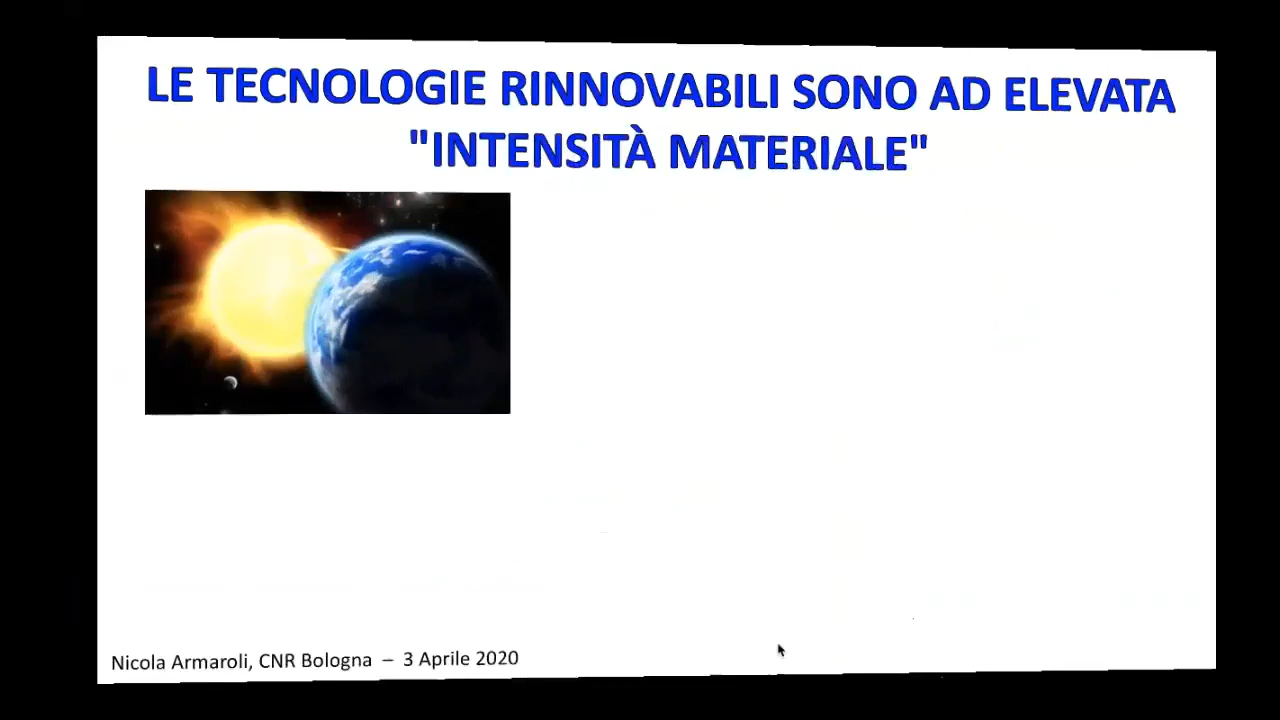 LE TECNOLOGIE RINNOVABILI SONO AD ELEVATA
"INTENSITÀ MATERIALE"
Nicola Armaroli, CNR Bologna – 3 Aprile 2020